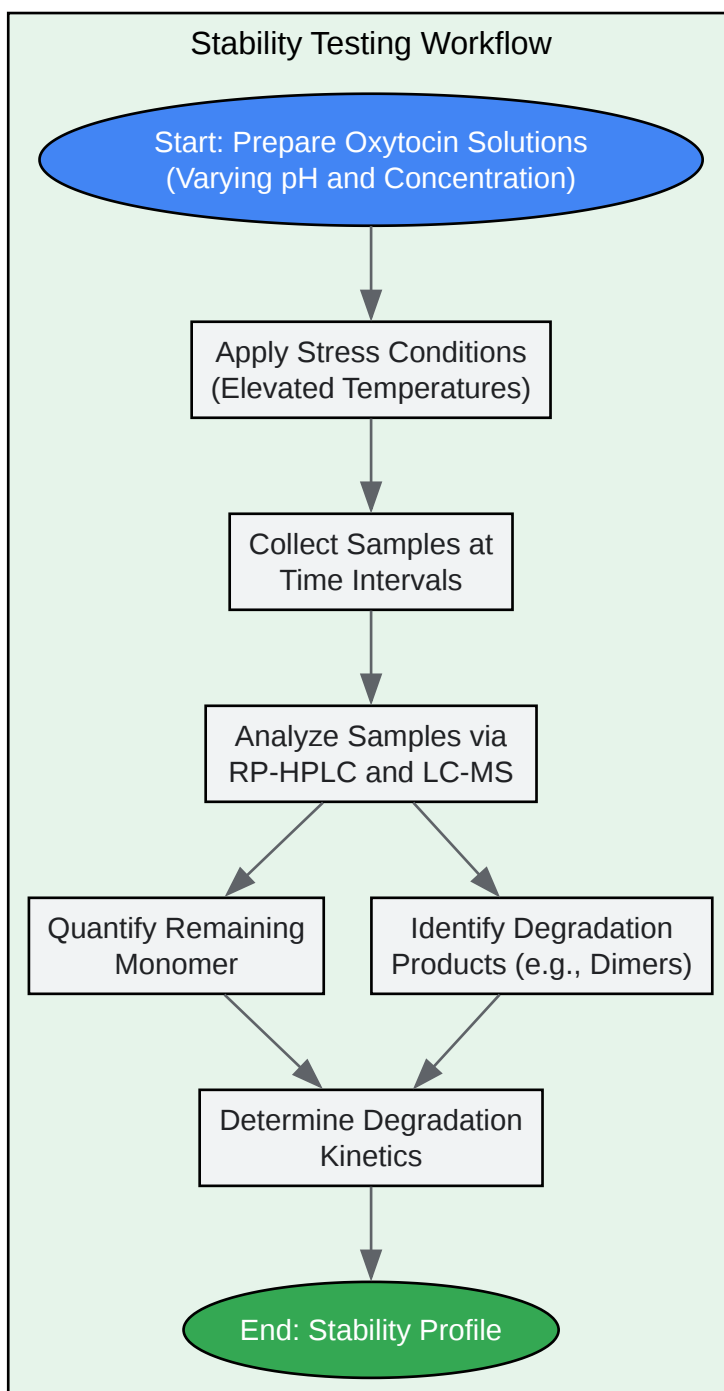 Stability Testing Workflow
Start: Prepare Oxytocin Solutions
(Varying pH and Concentration)
Apply Stress Conditions
(Elevated Temperatures)
Collect Samples at
Time Intervals
Analyze Samples via
RP-HPLC and LC-MS
Quantify Remaining
Monomer
Identify Degradation
Products (e.g., Dimers)
Determine Degradation
Kinetics
End: Stability Profile